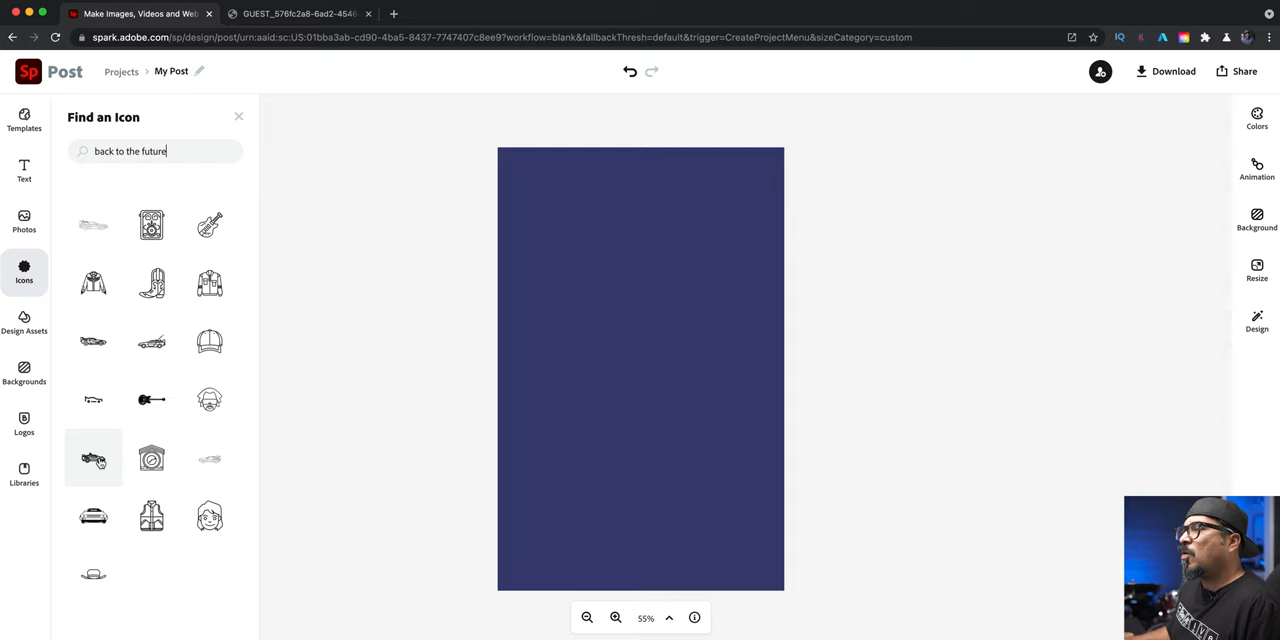 Make Images, Videos and Web
GUEST_576fc2a8-6ad2-4546
spark.adobe.com/sp/design/post/urn:aaid:sc:US:01bba3ab-cd90-4ba5-8437-7747407c8ee9?workflow=blank&fallbackThresh=default&trigger=CreateProjectMenu&sizeCategory=custom
IQ
K
Sp Post
Projects
My Post
Download
Share
Templates
Text
Photos
Icons
Design Assets
Backgrounds
Logos
Libraries
Find an Icon
back to the future
Colors
Animation
Background
Resize
Design
55%